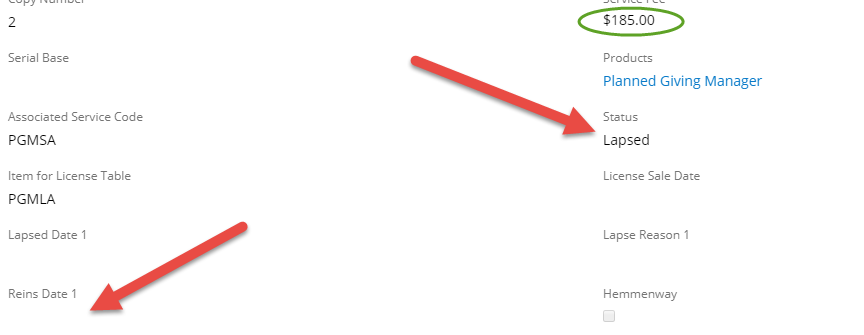 Copy Number
Service Fee
2
$185.00
Serial Base
Products
Planned Giving Manager
Associated Service Code
Status
PGMSA
Lapsed
Item for License Table
License Sale Date
PGMLA
Lapsed Date 1
Lapse Reason 1
Reins Date 1
Hemmenway